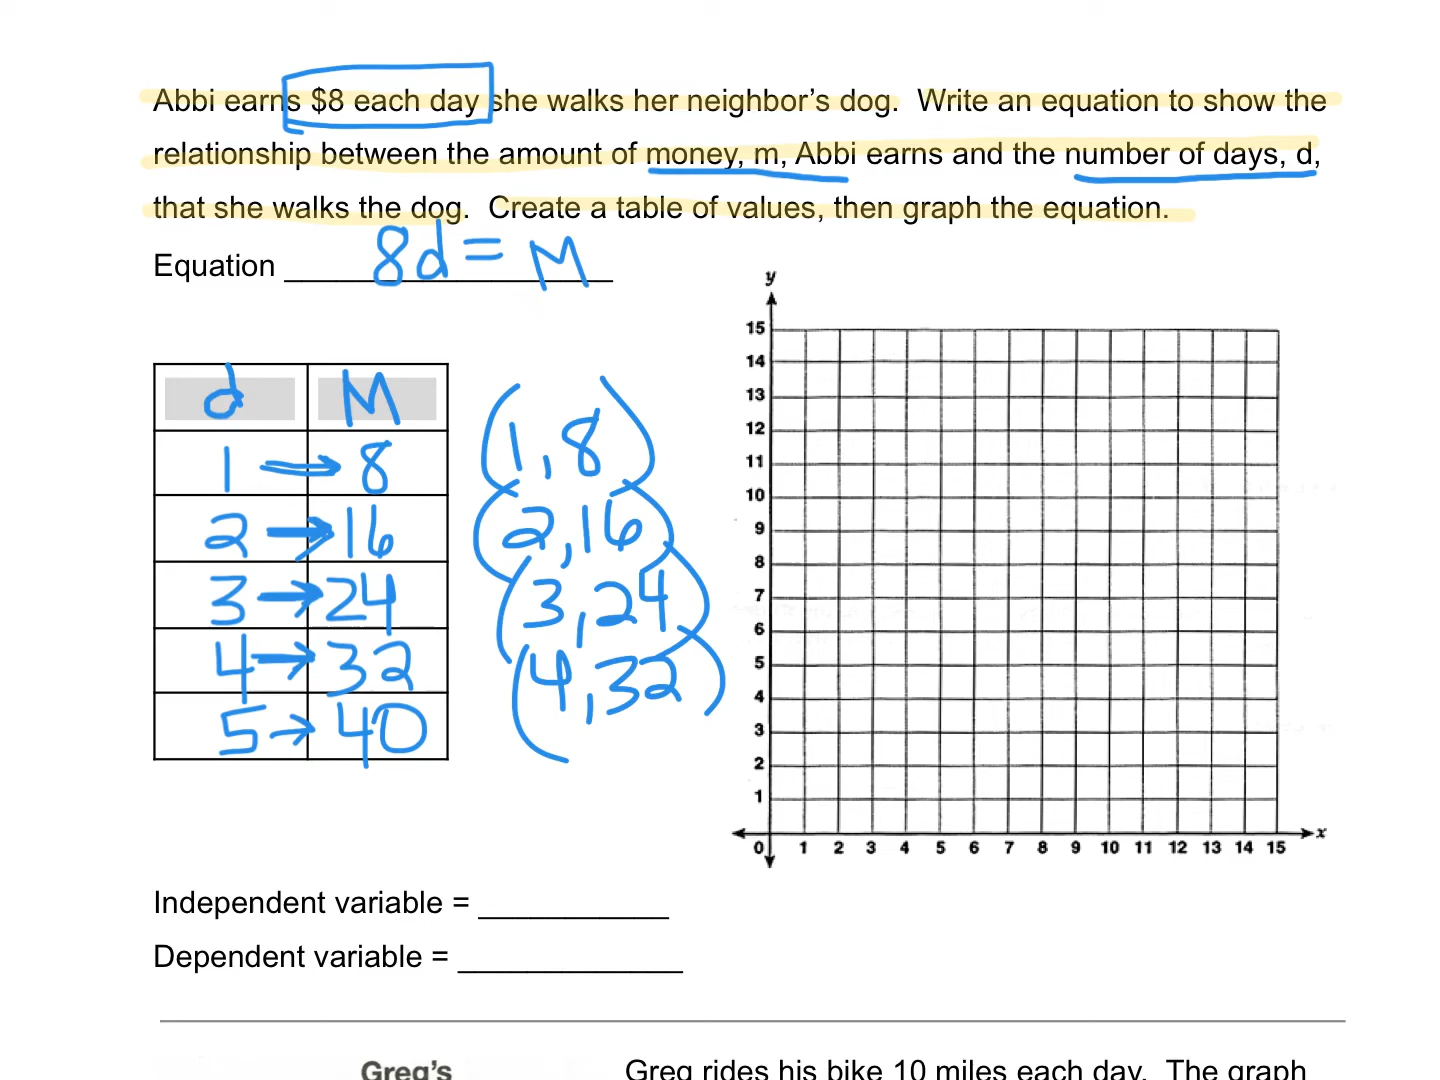 Abbi earns $8 each day she walks her neighbor’s dog.  Write an equation to show the
relationship between the amount of money, m, Abbi earns and the number of days, d,
that she walks the dog.  Create a table of values, then graph the equation.
Equation ____________________ 8d = M
d M
1 → 8
2 → 16
3 → 24
4 → 32
5 → 40
(1, 8)
(2, 16)
(3, 24)
(4, 32)
y
15
14
13
12
11
10
9
8
7
6
5
4
3
2
1
0 1 2 3 4 5 6 7 8 9 10 11 12 13 14 15 x
Independent variable = ___________
Dependent variable = _____________
Greg’s
Greg rides his bike 10 miles each day.  The graph